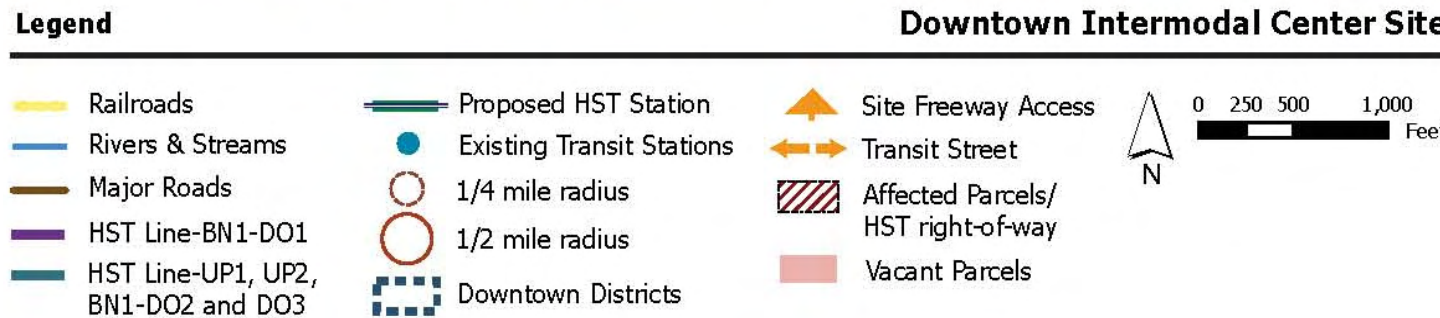 Legend
Downtown Intermodal Center Site
Railroads
Rivers & Streams
Major Roads
HST Line-BN1-DO1
HST Line-UP1, UP2,
BN1-DO2 and DO3
Proposed HST Station
Existing Transit Stations
1/4 mile radius
1/2 mile radius
Downtown Districts
Site Freeway Access
Transit Street
Affected Parcels/
HST right-of-way
Vacant Parcels
N
0 250 500 1,000
Feet